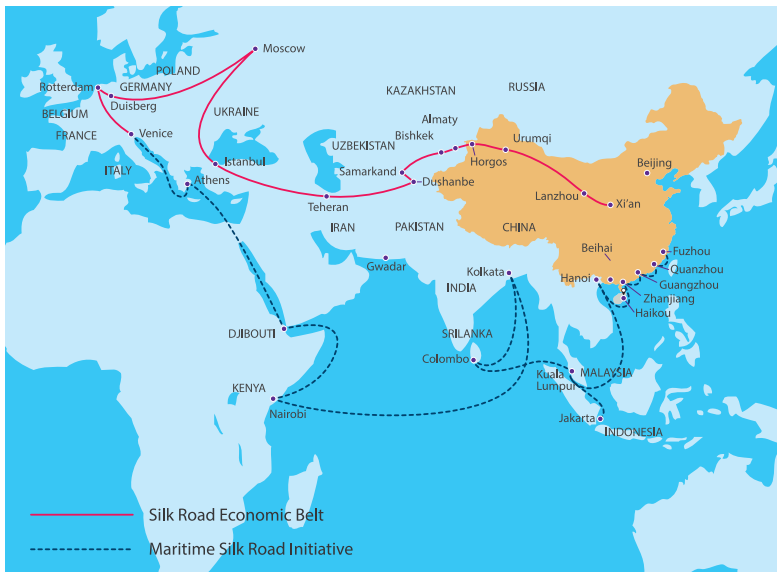 Moscow
POLAND
Rotterdam
GERMANY
Duisberg
BELGIUM
UKRAINE
FRANCE
Venice
ITALY
Istanbul
Athens
KAZAKHSTAN
RUSSIA
Almaty
Bishkek
Urumqi
UZBEKISTAN
Horgos
Samarkand
Dushanbe
Beijing
Lanzhou
Xi'an
Teheran
IRAN
PAKISTAN
CHINA
Gwadar
Beihai
Fuzhou
Kolkata
Hanoi
Quanzhou
INDIA
Guangzhou
Zhanjiang
Haikou
DJIBOUTI
SRILANKA
Colombo
Kuala
Lumpur
MALAYSIA
KENYA
Nairobi
Jakarta
INDONESIA
Silk Road Economic Belt
Maritime Silk Road Initiative